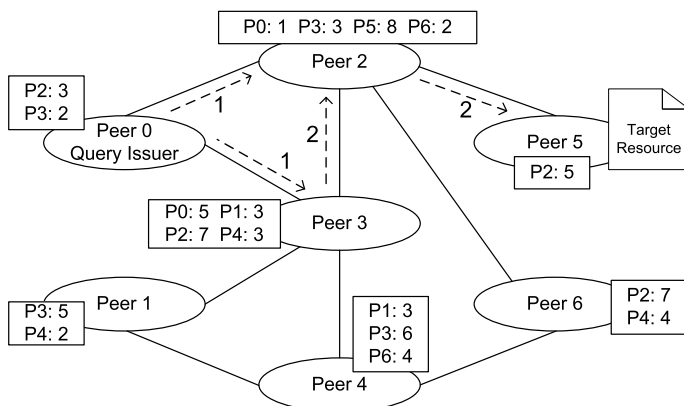 P0: 1 P3: 3 P5: 8 P6: 2
Peer 2
P2: 3
P3: 2
1
2
2
Peer 0
Query Issuer
1
Peer 5
Target
Resource
P2: 5
P0: 5 P1: 3
P2: 7 P4: 3
Peer 3
Peer 1
P3: 5
P4: 2
P1: 3
P3: 6
P6: 4
Peer 4
Peer 6
P2: 7
P4: 4